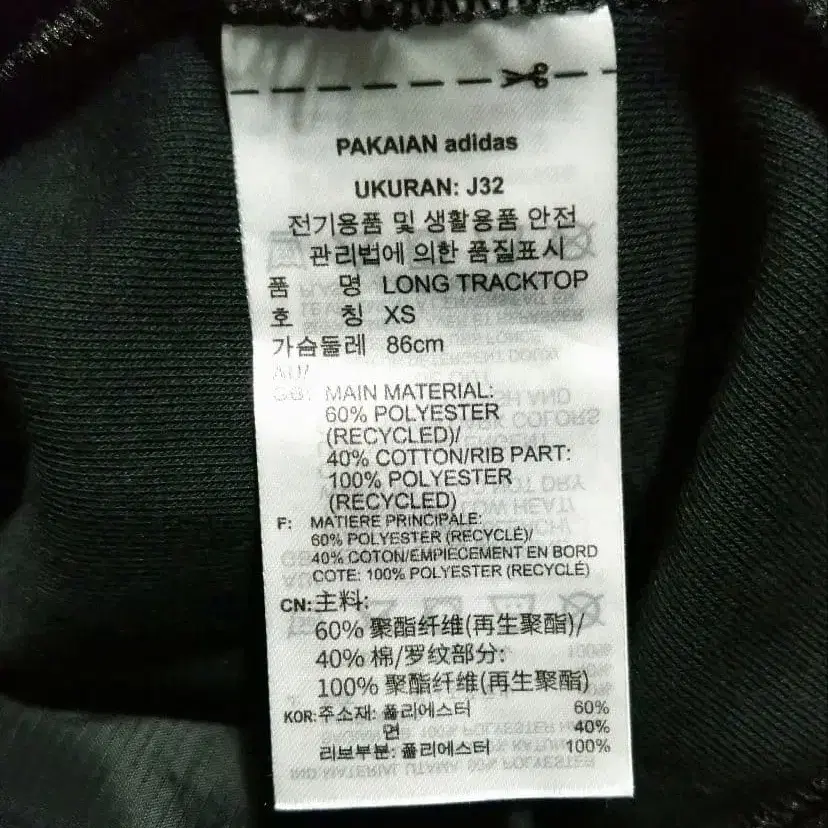 PAKAIAN adidas
UKURAN: J32
전기용품 및 생활용품 안전
관리법에 의한 품질표시
품 명 LONG TRACKTOP
호 칭 XS
가슴둘레 86cm
AU/
GB: MAIN MATERIAL:
60% POLYESTER
(RECYCLED)/
40% COTTON/RIB PART:
100% POLYESTER
(RECYCLED)
F: MATIERE PRINCIPALE:
60% POLYESTER (RECYCLÉ)/
40% COTON/EMPIECEMENT EN BORD
COTE: 100% POLYESTER (RECYCLÉ)
CN: 主料:
60% 聚酯纤维(再生聚酯)/
40% 棉/罗纹部分:
100% 聚酯纤维(再生聚酯)
KOR: 주소재: 폴리에스터 60%
면 40%
리브부분: 폴리에스터 100%